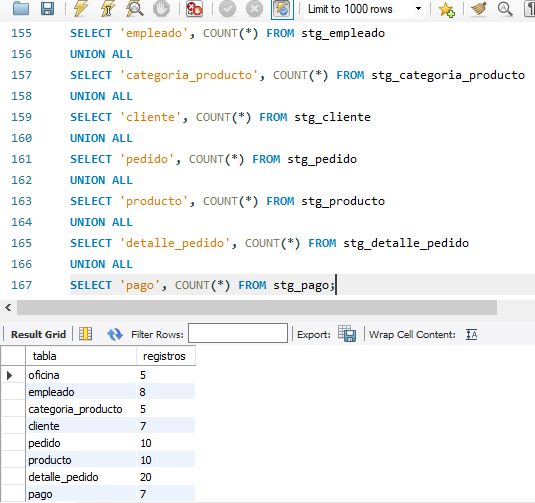 Limit to 1000 rows
155 SELECT 'empleado', COUNT(*) FROM stg_empleado
156 UNION ALL
157 SELECT 'categoria_producto', COUNT(*) FROM stg_categoria_producto
158 UNION ALL
159 SELECT 'cliente', COUNT(*) FROM stg_cliente
160 UNION ALL
161 SELECT 'pedido', COUNT(*) FROM stg_pedido
162 UNION ALL
163 SELECT 'producto', COUNT(*) FROM stg_producto
164 UNION ALL
165 SELECT 'detalle_pedido', COUNT(*) FROM stg_detalle_pedido
166 UNION ALL
167 SELECT 'pago', COUNT(*) FROM stg_pago;
Result Grid Filter Rows: Export: Wrap Cell Content:
tabla registros
oficina 5
empleado 8
categoria_producto 5
cliente 7
pedido 10
producto 10
detalle_pedido 20
pago 7